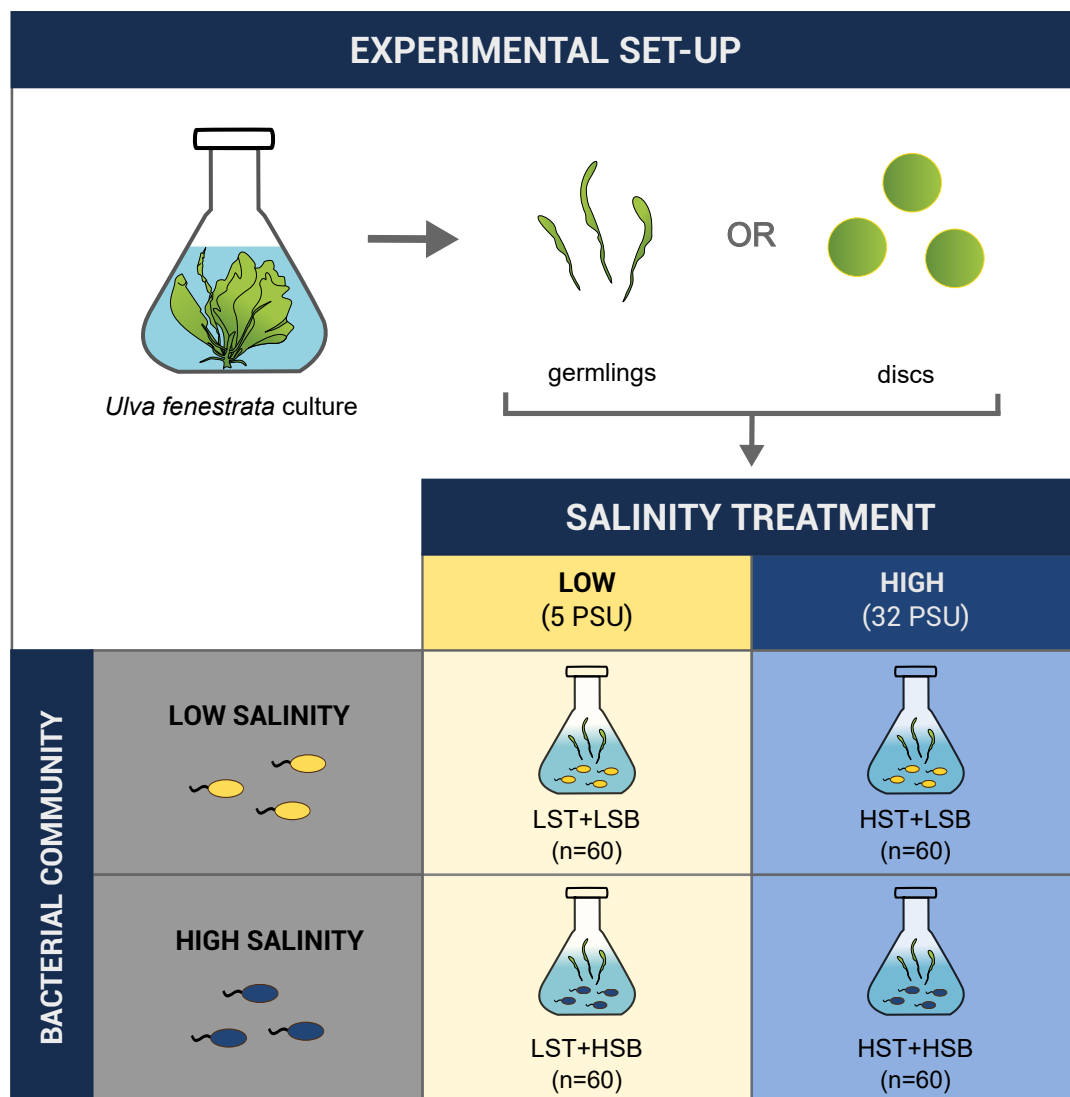 EXPERIMENTAL SET-UP
OR
germlings
discs
Ulva fenestrata culture
SALINITY TREATMENT
LOW
(5 PSU)
HIGH
(32 PSU)
BACTERIAL COMMUNITY
LOW SALINITY
LST+LSB
(n=60)
HST+LSB
(n=60)
HIGH SALINITY
LST+HSB
(n=60)
HST+HSB
(n=60)